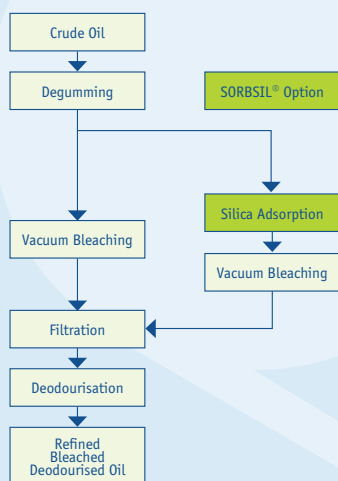 Crude Oil
Degumming
SORBSIL® Option
Silica Adsorption
Vacuum Bleaching
Vacuum Bleaching
Filtration
Deodourisation
Refined
Bleached
Deodourised Oil